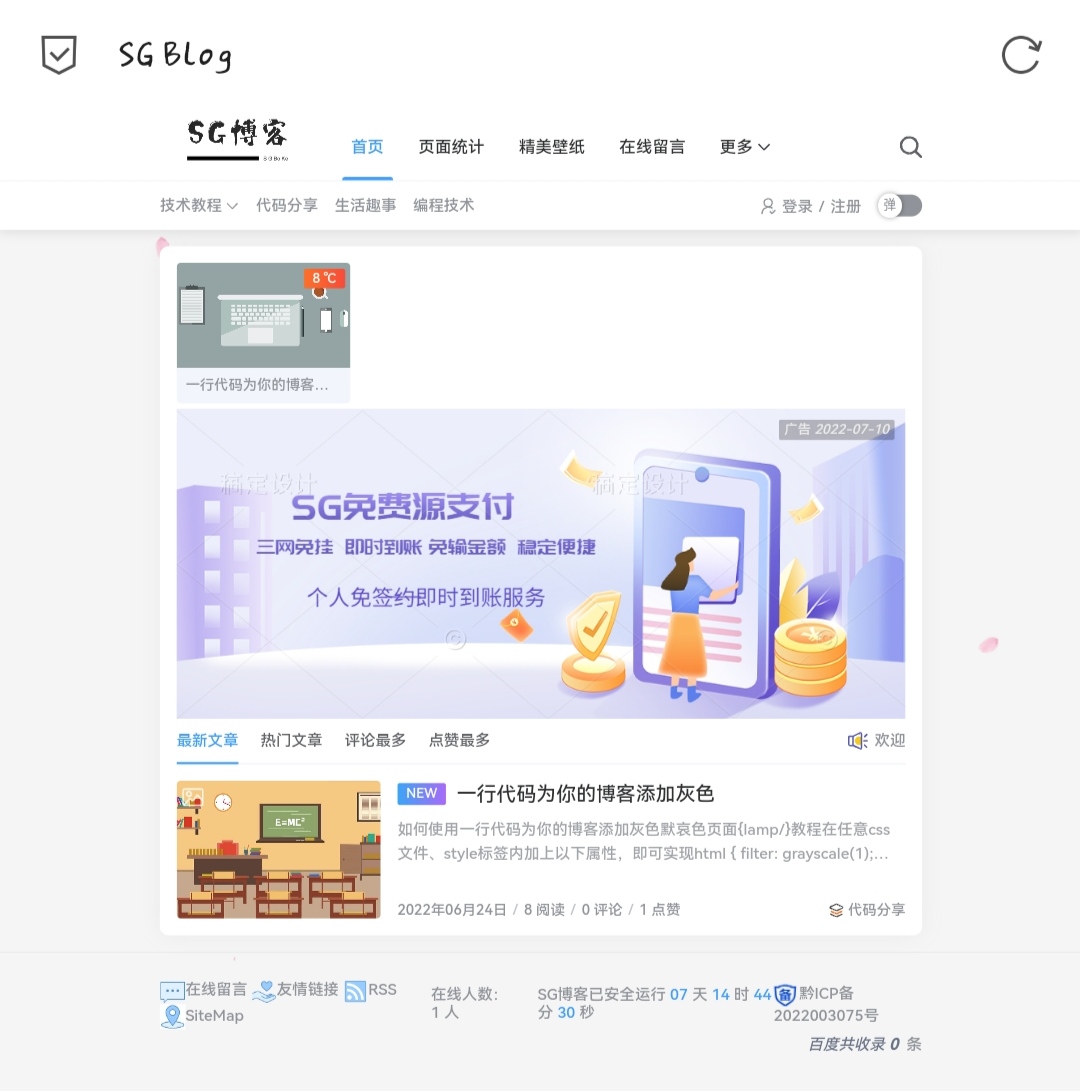 SG Blog
SG博客
SG Bo Ke
首页 页面统计 精美壁纸 在线留言 更多
技术教程 代码分享 生活趣事 编程技术 登录 / 注册 弹
8 ℃
一行代码为你的博客...
广告 2022-07-10
搞定设计 搞定设计
SG免费源支付
三网免挂 即时到账 免输金额 稳定便捷
个人免签约即时到账服务
最新文章 热门文章 评论最多 点赞最多 欢迎
E=MC²
NEW 一行代码为你的博客添加灰色
如何使用一行代码为你的博客添加灰色默哀色页面{lamp/}教程在任意css
文件、style标签内加上以下属性，即可实现html { filter: grayscale(1);...
2022年06月24日 / 8 阅读 / 0 评论 / 1 点赞 代码分享
在线留言 友情链接 RSS
SiteMap
在线人数:
1 人
SG博客已安全运行 07 天 14 时 44
分 30 秒
备 黔ICP备
2022003075号
百度共收录 0 条